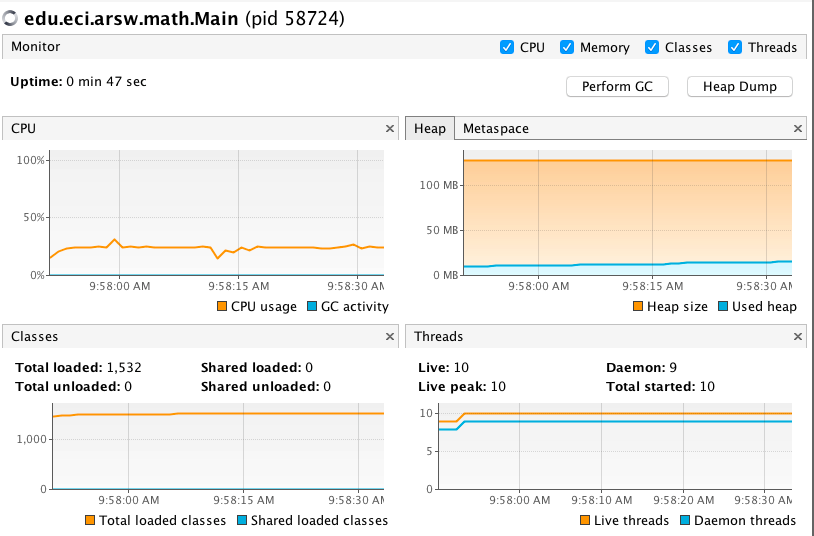 edu.eci.arsw.math.Main (pid 58724)
Monitor CPU Memory Classes Threads
Uptime: 0 min 47 sec
Perform GC Heap Dump
CPU
100%
50%
0%
9:58:00 AM 9:58:15 AM 9:58:30 AM
CPU usage GC activity
Heap Metaspace
100 MB
50 MB
0 MB
9:58:00 AM 9:58:15 AM 9:58:30 AM
Heap size Used heap
Classes
Total loaded: 1,532 Shared loaded: 0
Total unloaded: 0 Shared unloaded: 0
1,000
0
9:58:00 AM 9:58:15 AM 9:58:30 AM
Total loaded classes Shared loaded classes
Threads
Live: 10 Daemon: 9
Live peak: 10 Total started: 10
10
5
0
9:58:00 AM 9:58:10 AM 9:58:20 AM 9:58:30 AM
Live threads Daemon threads